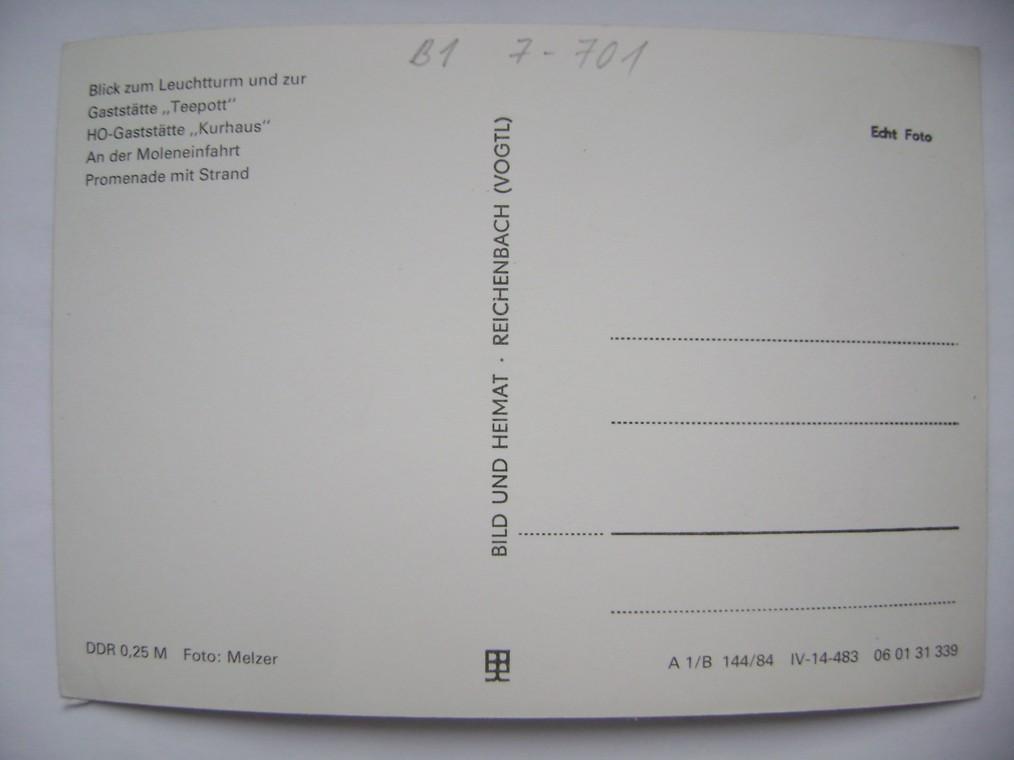 B1 7-701
Blick zum Leuchtturm und zur
Gaststätte „Teepott“
HO-Gaststätte „Kurhaus“
An der Moleneinfahrt
Promenade mit Strand
Echt Foto
BILD UND HEIMAT · REICHENBACH (VOGTL)
DDR 0,25 M Foto: Melzer
A 1/B 144/84 IV-14-483 06 01 31 339